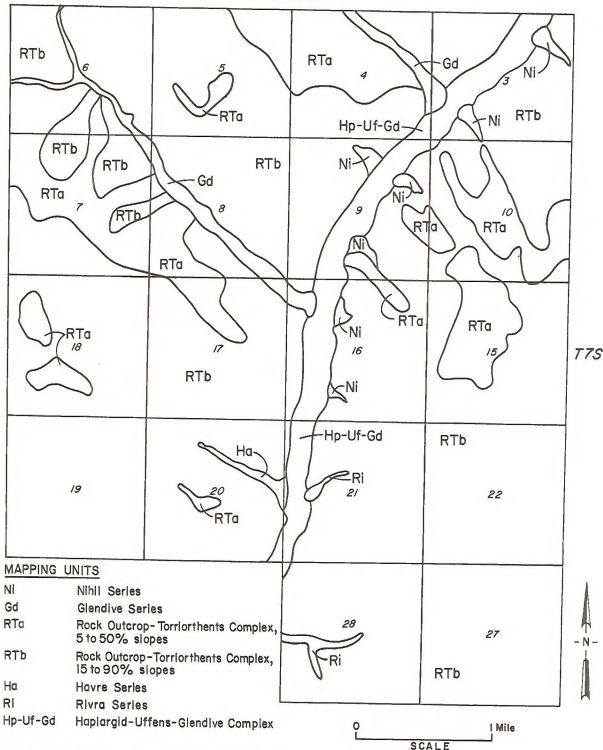 RTb
6
5
RTa
RTa
4
Gd
3
Ni
Ni
RTb
Hp-Uf-Gd
RTb
RTb
RTb
RTa
7
Gd
8
RTb
Ni
9
Ni
RTa
RTa
10
RTa
Ni
RTa
18
17
RTb
Ni
RTa
16
Ni
RTa
15
T7S
Hp-Uf-Gd
RTb
Ha
19
20
RTa
Ri
21
22
28
Ri
27
RTb
MAPPING UNITS
Ni Nihil Series
Gd Glendive Series
RTa Rock Outcrop-Torriorthents Complex,
5 to 50% slopes
RTb Rock Outcrop-Torriorthents Complex,
15 to 90% slopes
Ha Havre Series
Ri Rivra Series
Hp-Uf-Gd Haplargid-Uffens-Glendive Complex
-N-
0 1 Mile
SCALE